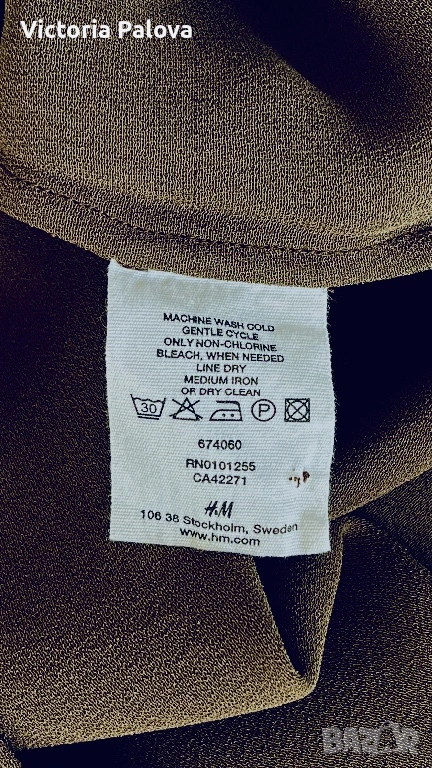 Victoria Palova
MACHINE WASH COLD
GENTLE CYCLE
ONLY NON-CHLORINE
BLEACH, WHEN NEEDED
LINE DRY
MEDIUM IRON
OR DRY CLEAN
30 P
674060
RN0101255
CA42271
H&M
106 38 Stockholm, Sweden
www.hm.com
BAZAR